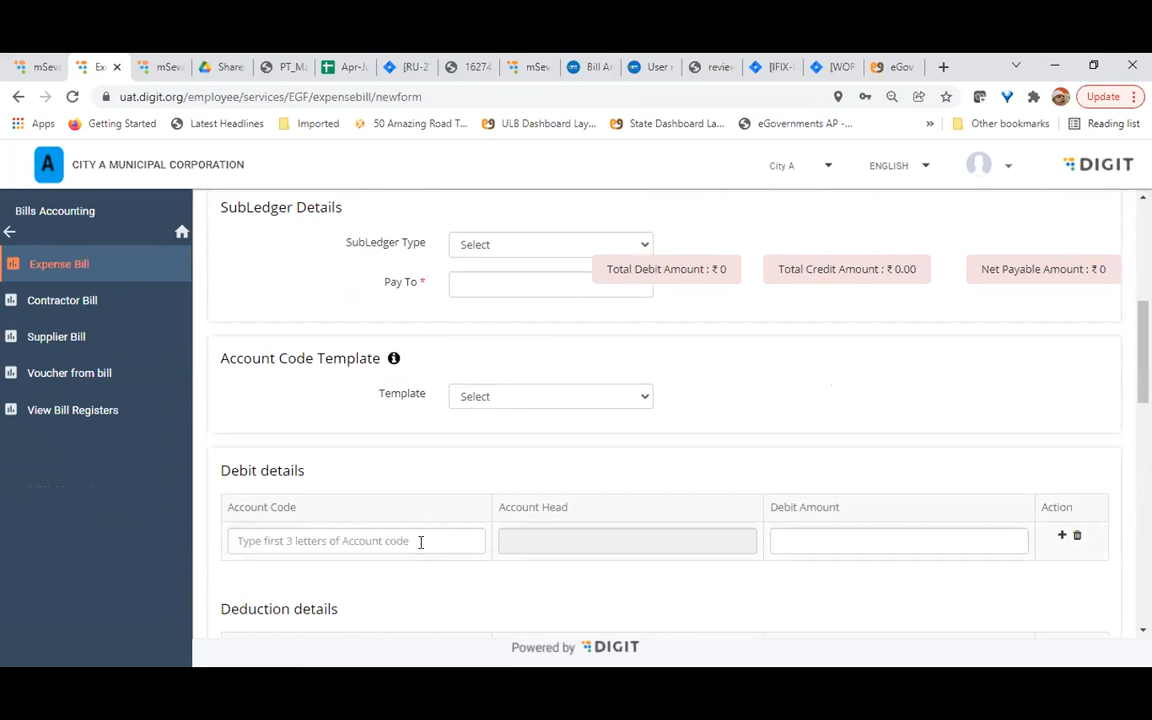 mSev
Ex
mSev
Share
PT_M
Apr-J
[RU-2
16274
mSev
Bill A
User r
review
[IFIX-
[WOR
eGov
uat.digit.org/employee/services/EGF/expensebill/newform
Update
Apps
Getting Started
Latest Headlines
Imported
50 Amazing Road T...
ULB Dashboard Lay...
State Dashboard La...
eGovernments AP -...
»
Other bookmarks
Reading list
A
CITY A MUNICIPAL CORPORATION
City A
ENGLISH
DIGIT
Bills Accounting
Expense Bill
Contractor Bill
Supplier Bill
Voucher from bill
View Bill Registers
SubLedger Details
SubLedger Type
Select
Pay To *
Total Debit Amount : ₹ 0
Total Credit Amount : ₹ 0.00
Net Payable Amount : ₹ 0
Account Code Template
Template
Select
Debit details
Account Code
Account Head
Debit Amount
Action
Type first 3 letters of Account code
Deduction details
Powered by DIGIT